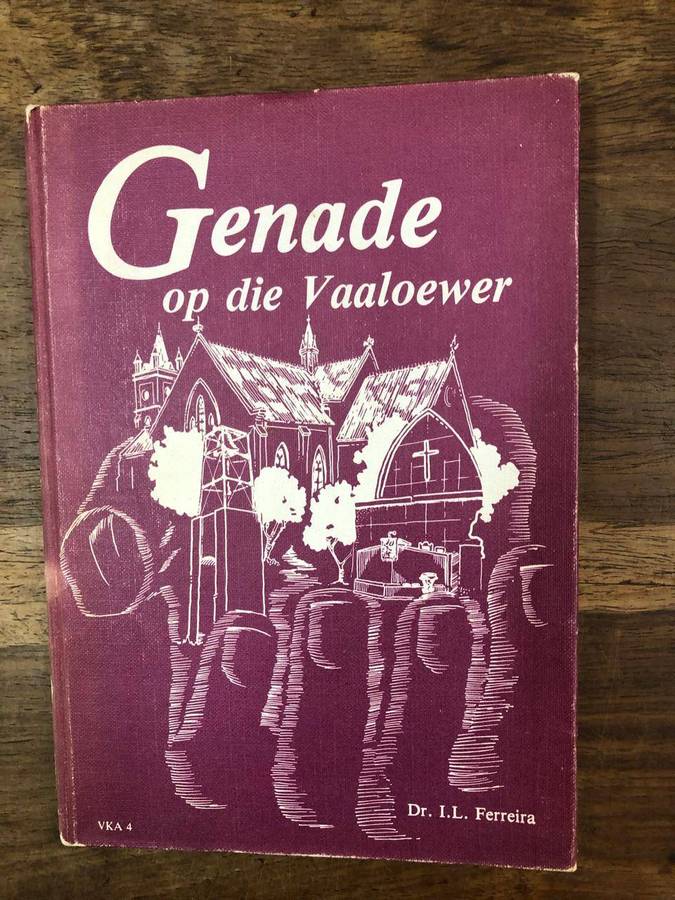 Genade
op die Vaaloewer
Dr. I.L. Ferreira
VKA 4